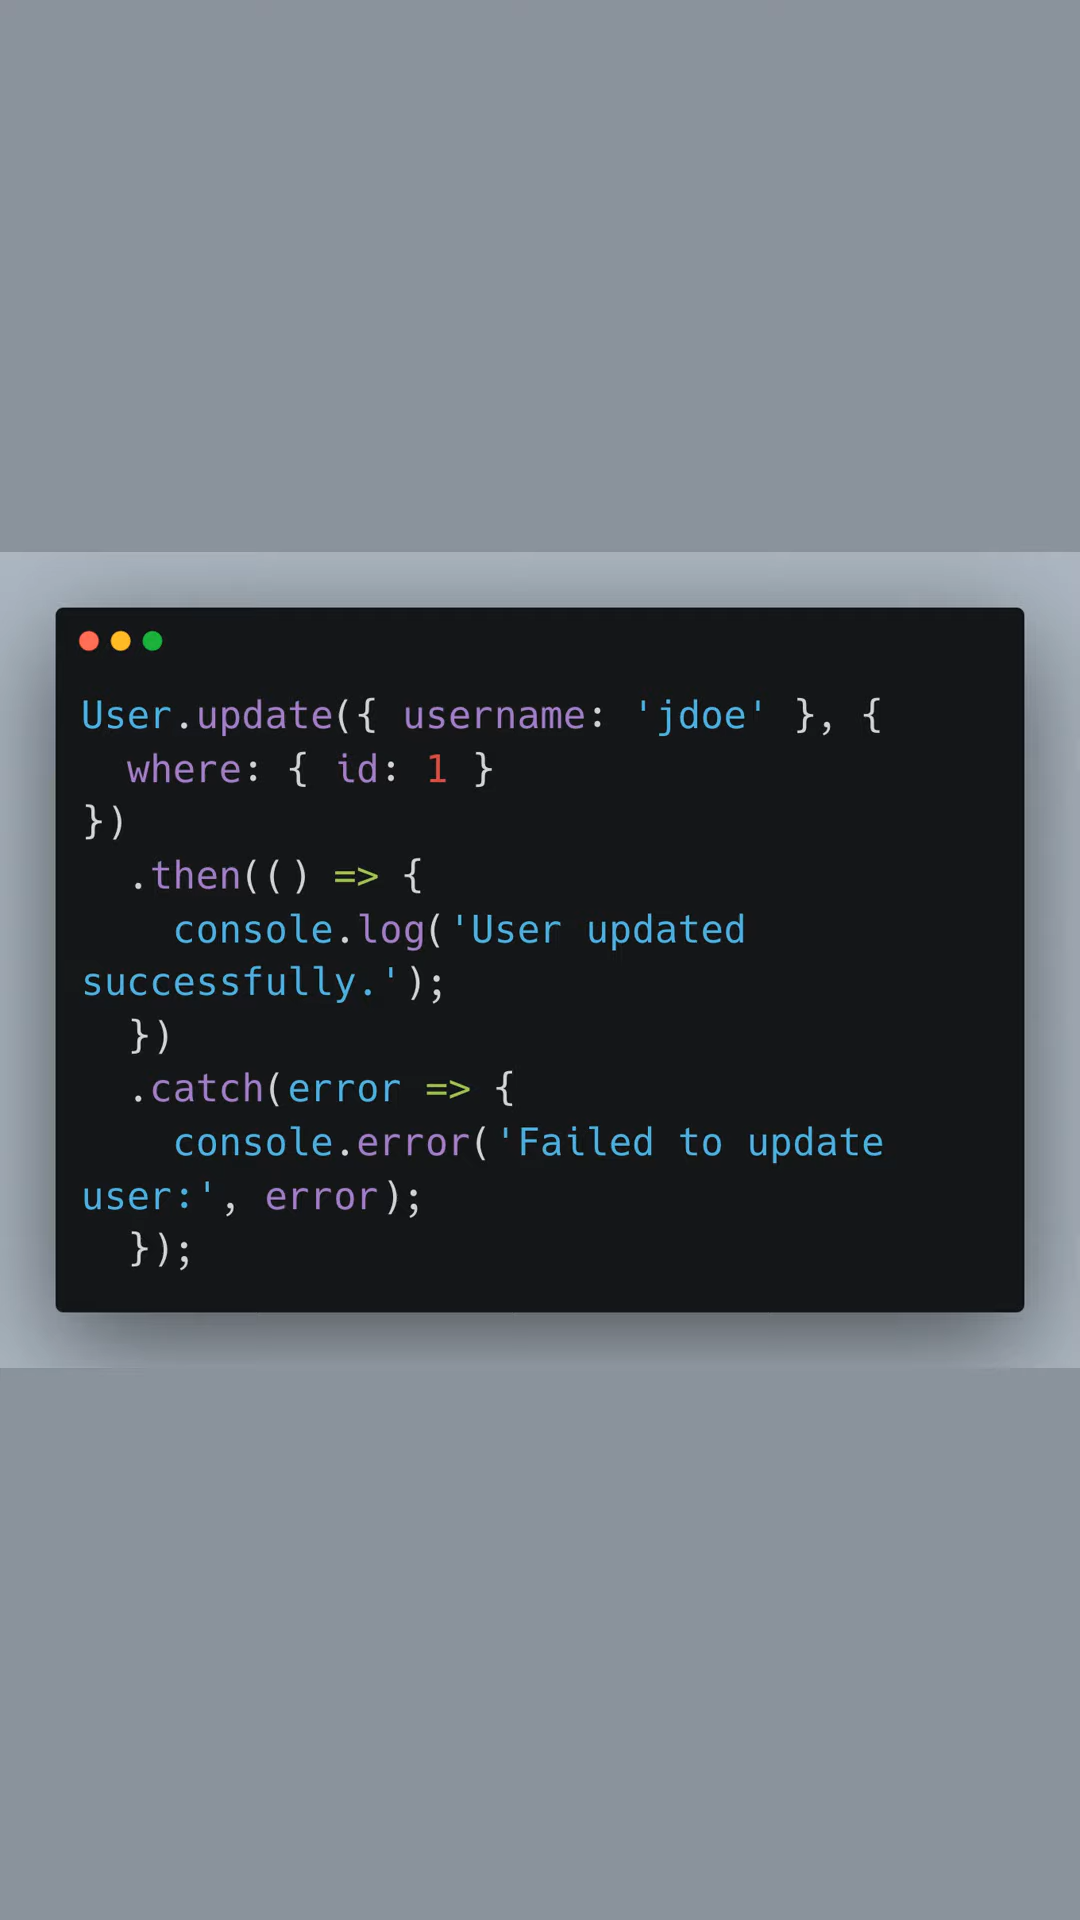 User.update({ username: 'jdoe' }, {
  where: { id: 1 }
})
  .then(() => {
    console.log('User updated
successfully.');
  })
  .catch(error => {
    console.error('Failed to update
user:', error);
  });